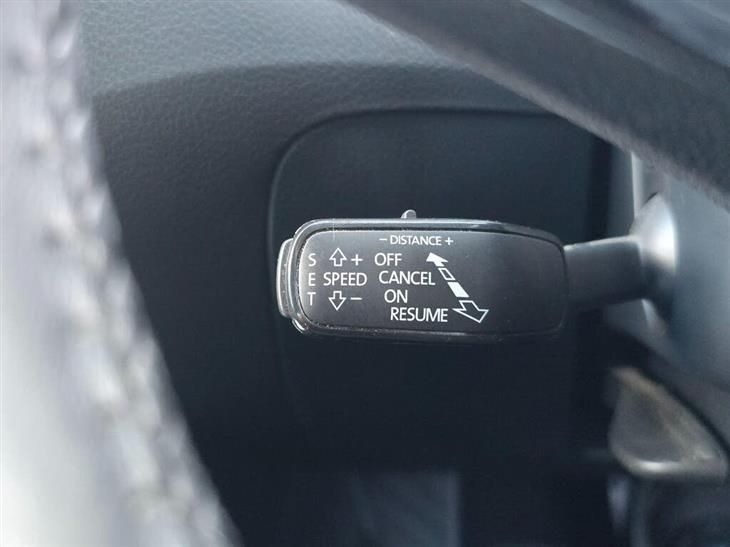 − DISTANCE +
S + OFF
E SPEED CANCEL
T − ON
RESUME